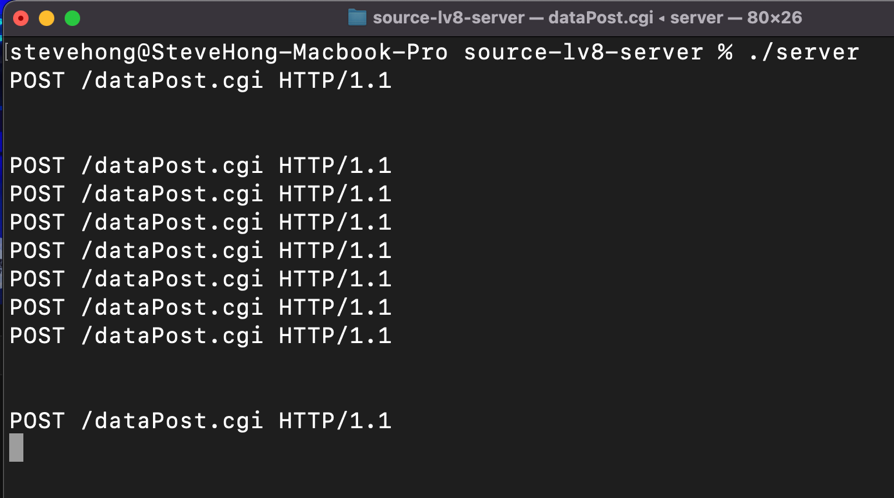 source-lv8-server — dataPost.cgi ◂ server — 80×26
[stevehong@SteveHong-Macbook-Pro source-lv8-server % ./server
POST /dataPost.cgi HTTP/1.1
POST /dataPost.cgi HTTP/1.1
POST /dataPost.cgi HTTP/1.1
POST /dataPost.cgi HTTP/1.1
POST /dataPost.cgi HTTP/1.1
POST /dataPost.cgi HTTP/1.1
POST /dataPost.cgi HTTP/1.1
POST /dataPost.cgi HTTP/1.1
POST /dataPost.cgi HTTP/1.1